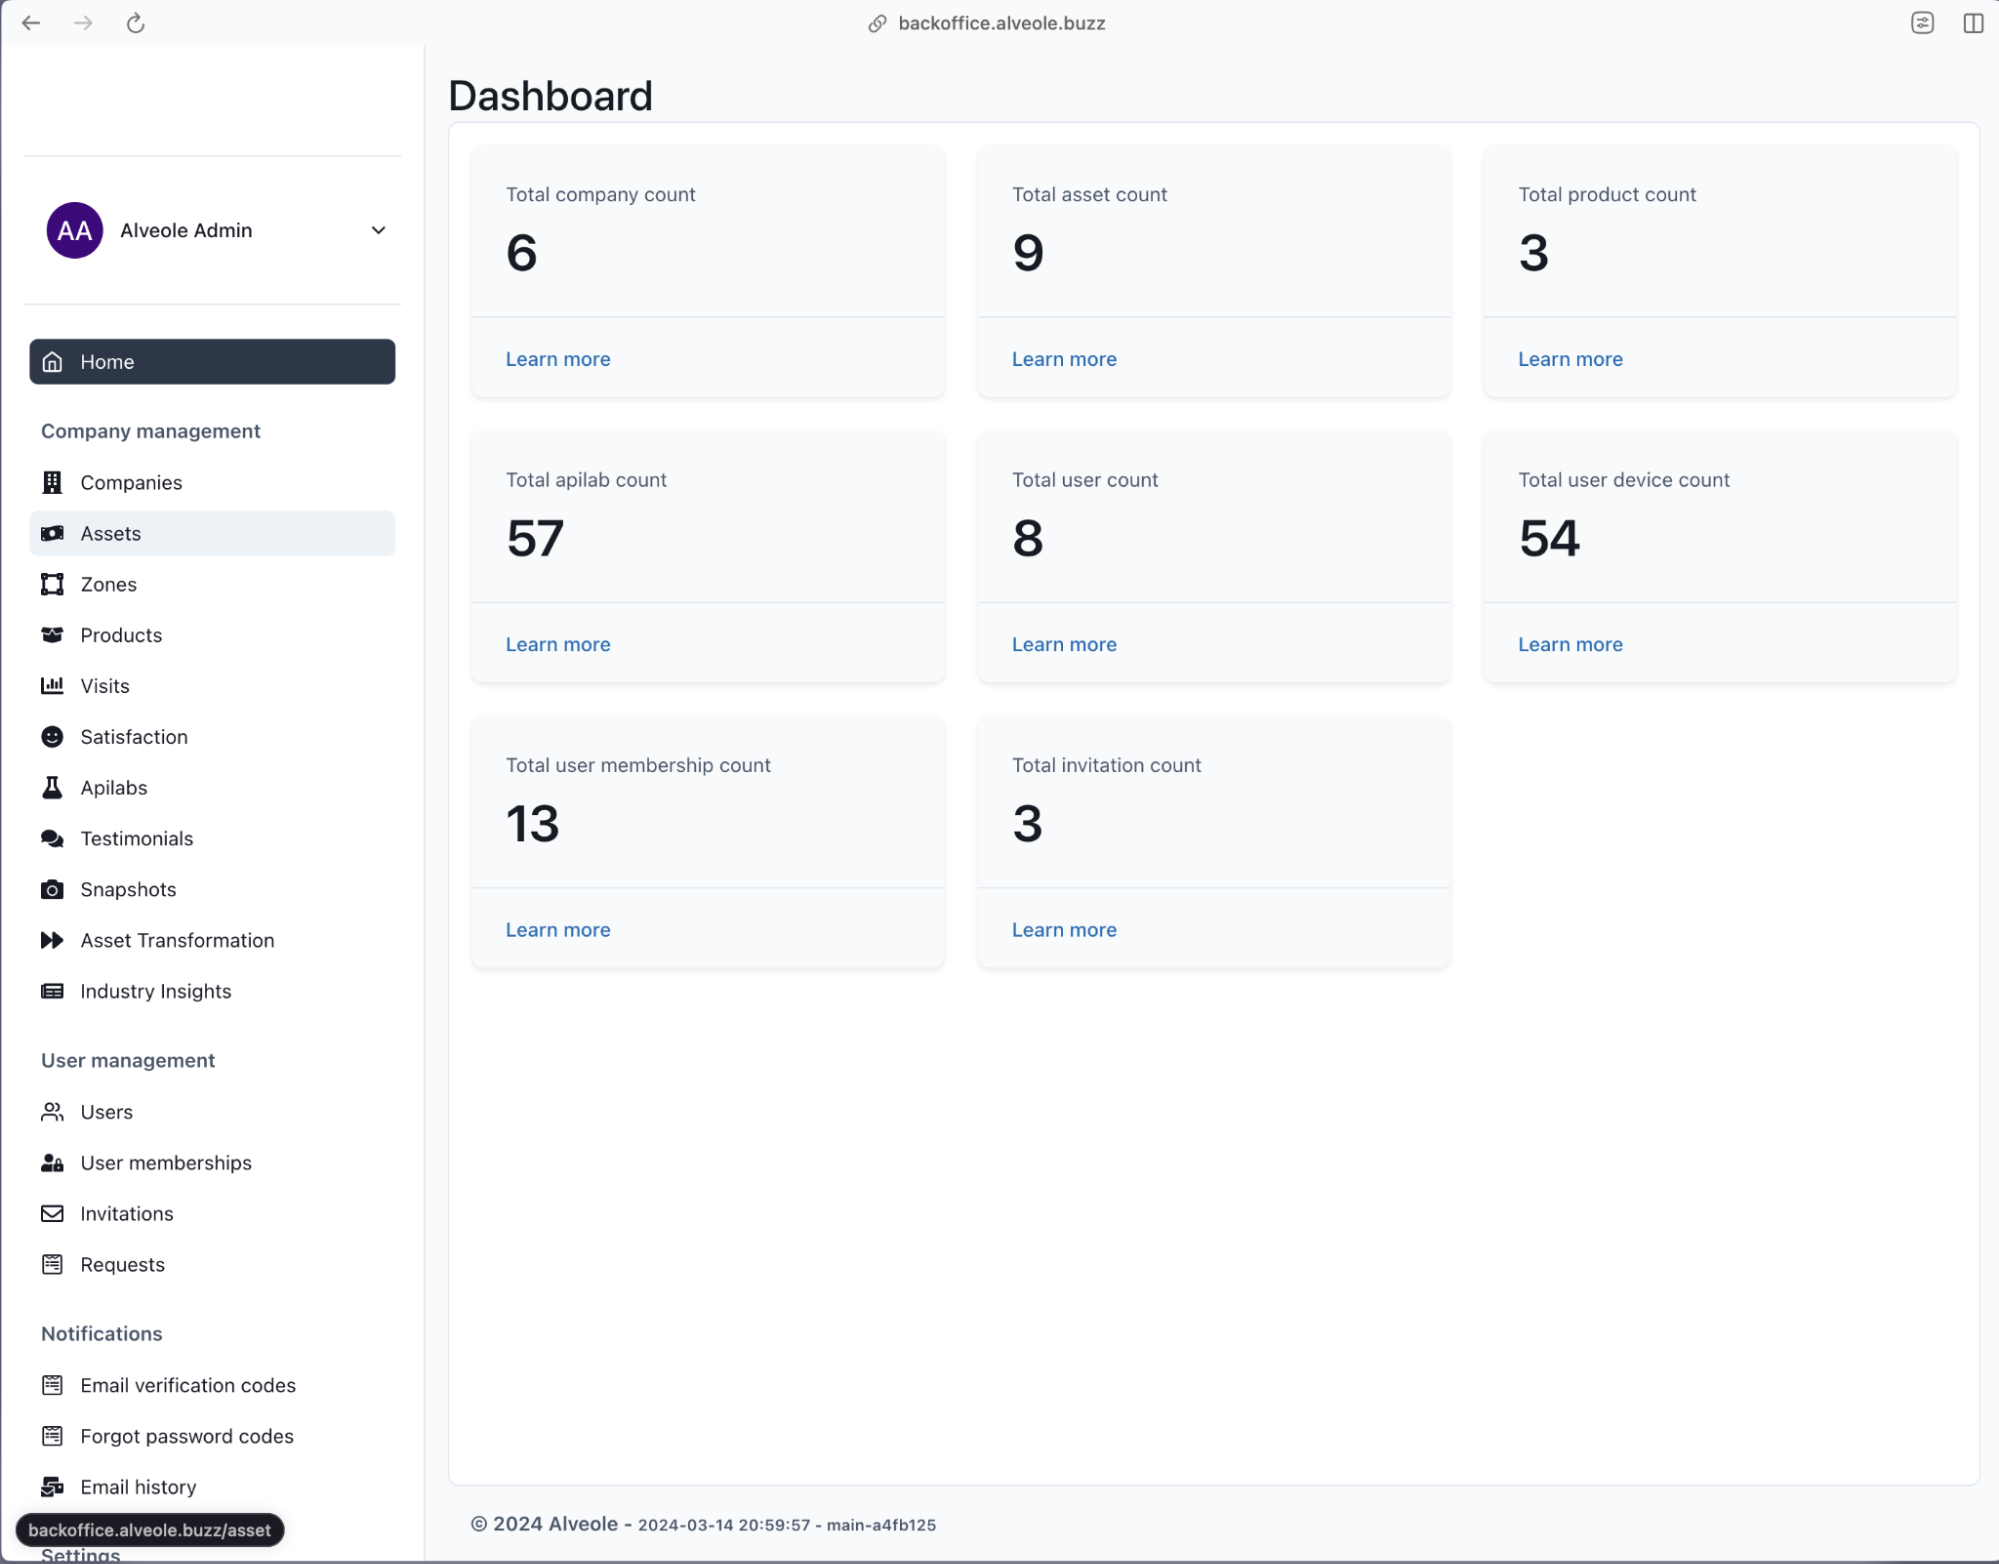 backoffice.alveole.buzz
AA
Alveole Admin
Home
Company management
Companies
Assets
Zones
Products
Visits
Satisfaction
Apilabs
Testimonials
Snapshots
Asset Transformation
Industry Insights
User management
Users
User memberships
Invitations
Requests
Notifications
Email verification codes
Forgot password codes
Email history
backoffice.alveole.buzz/asset
Settings
Dashboard
Total company count
6
Learn more
Total asset count
9
Learn more
Total product count
3
Learn more
Total apilab count
57
Learn more
Total user count
8
Learn more
Total user device count
54
Learn more
Total user membership count
13
Learn more
Total invitation count
3
Learn more
© 2024 Alveole - 2024-03-14 20:59:57 - main-a4fb125